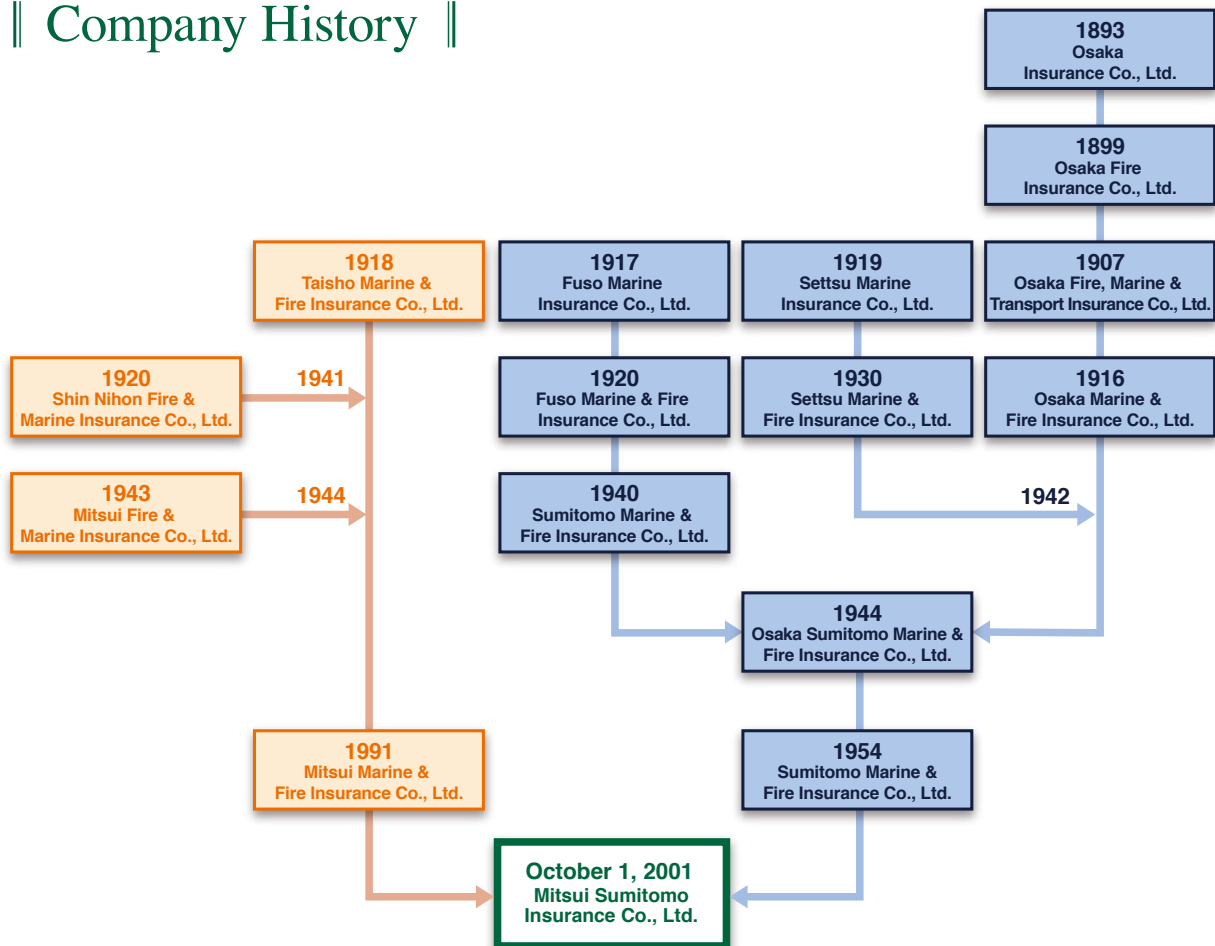 Company History
1893
Osaka
Insurance Co., Ltd.
1899
Osaka Fire
Insurance Co., Ltd.
1918
Taisho Marine &
Fire Insurance Co., Ltd.
1917
Fuso Marine
Insurance Co., Ltd.
1919
Settsu Marine
Insurance Co., Ltd.
1907
Osaka Fire, Marine &
Transport Insurance Co., Ltd.
1920
Shin Nihon Fire &
Marine Insurance Co., Ltd.
1941
1920
Fuso Marine & Fire
Insurance Co., Ltd.
1930
Settsu Marine &
Fire Insurance Co., Ltd.
1916
Osaka Marine &
Fire Insurance Co., Ltd.
1943
Mitsui Fire &
Marine Insurance Co., Ltd.
1944
1940
Sumitomo Marine &
Fire Insurance Co., Ltd.
1942
1944
Osaka Sumitomo Marine &
Fire Insurance Co., Ltd.
1991
Mitsui Marine &
Fire Insurance Co., Ltd.
1954
Sumitomo Marine &
Fire Insurance Co., Ltd.
October 1, 2001
Mitsui Sumitomo
Insurance Co., Ltd.